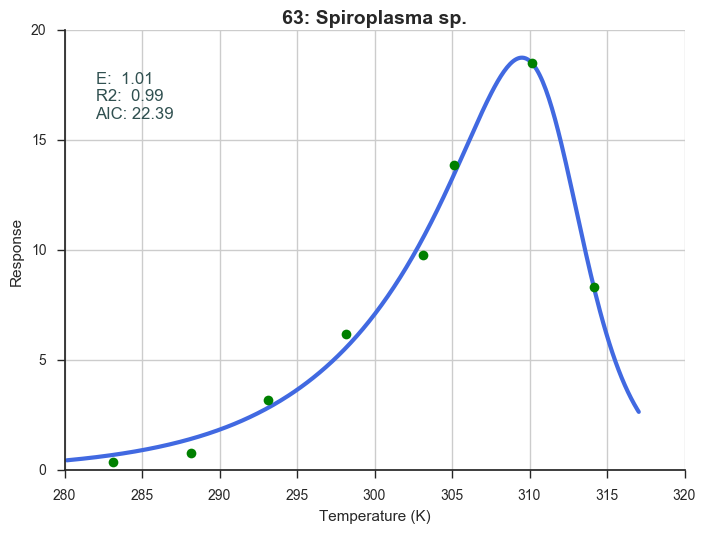 63: Spiroplasma sp.
20
E: 1.01
R2: 0.99
AIC: 22.39
15
Response
10
5
0
280 285 290 295 300 305 310 315 320
Temperature (K)